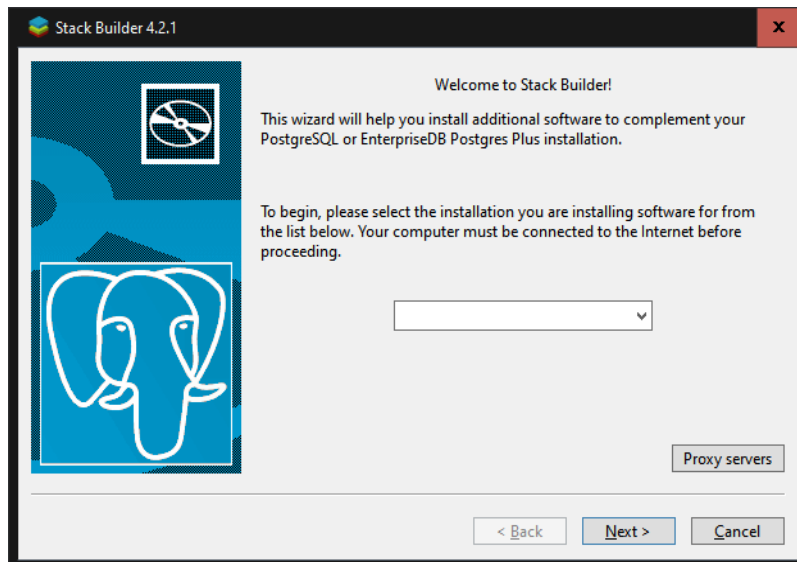 Stack Builder 4.2.1
x
Welcome to Stack Builder!
This wizard will help you install additional software to complement your
PostgreSQL or EnterpriseDB Postgres Plus installation.
To begin, please select the installation you are installing software for from
the list below. Your computer must be connected to the Internet before
proceeding.
Proxy servers
< Back
Next >
Cancel